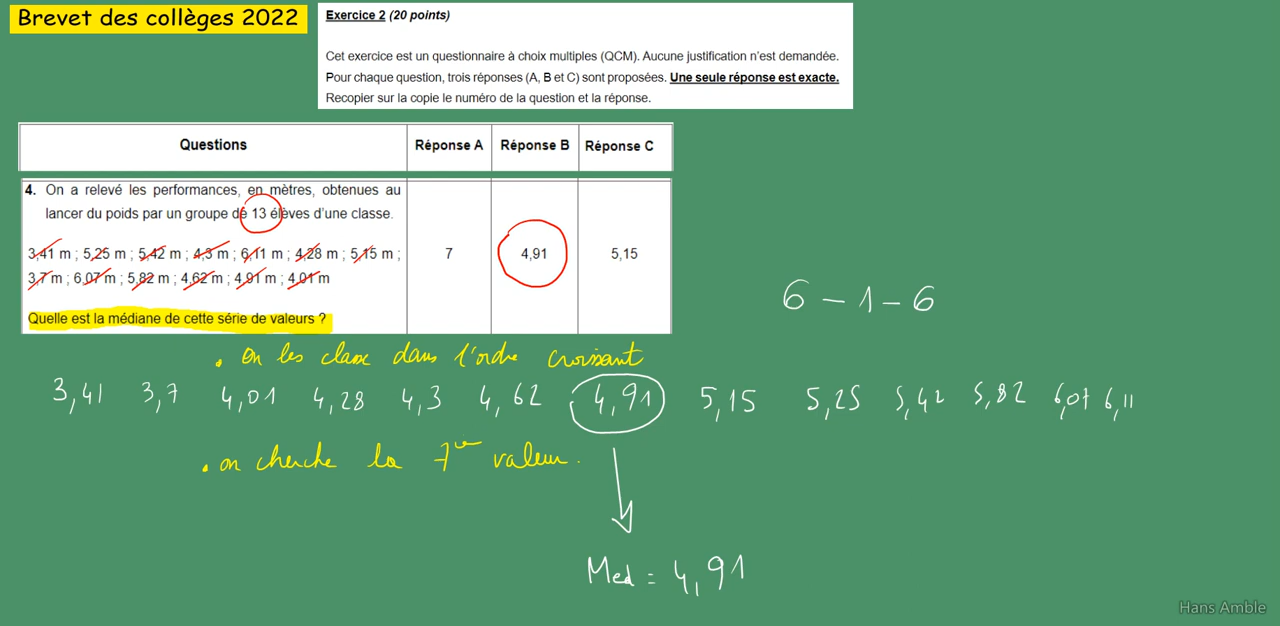 Brevet des collèges 2022
Exercice 2 (20 points)
Cet exercice est un questionnaire à choix multiples (QCM). Aucune justification n'est demandée.
Pour chaque question, trois réponses (A, B et C) sont proposées. Une seule réponse est exacte.
Recopier sur la copie le numéro de la question et la réponse.
Questions Réponse A Réponse B Réponse C
4. On a relevé les performances, en mètres, obtenues au
lancer du poids par un groupe de 13 élèves d'une classe.
3,41 m ; 5,25 m ; 5,42 m ; 4,3 m ; 6,11 m ; 4,28 m ; 5,15 m ;
3,7 m ; 6,07 m ; 5,82 m ; 4,62 m ; 4,91 m ; 4,01 m
Quelle est la médiane de cette série de valeurs ?
7 4,91 5,15
6 - 1 - 6
. on les classe dans l'ordre croissant
3,41 3,7 4,01 4,28 4,3 4,62 4,91 5,15 5,25 5,42 5,82 6,07 6,11
. on cherche la 7ème valeur.
Med = 4,91
Hans Amble